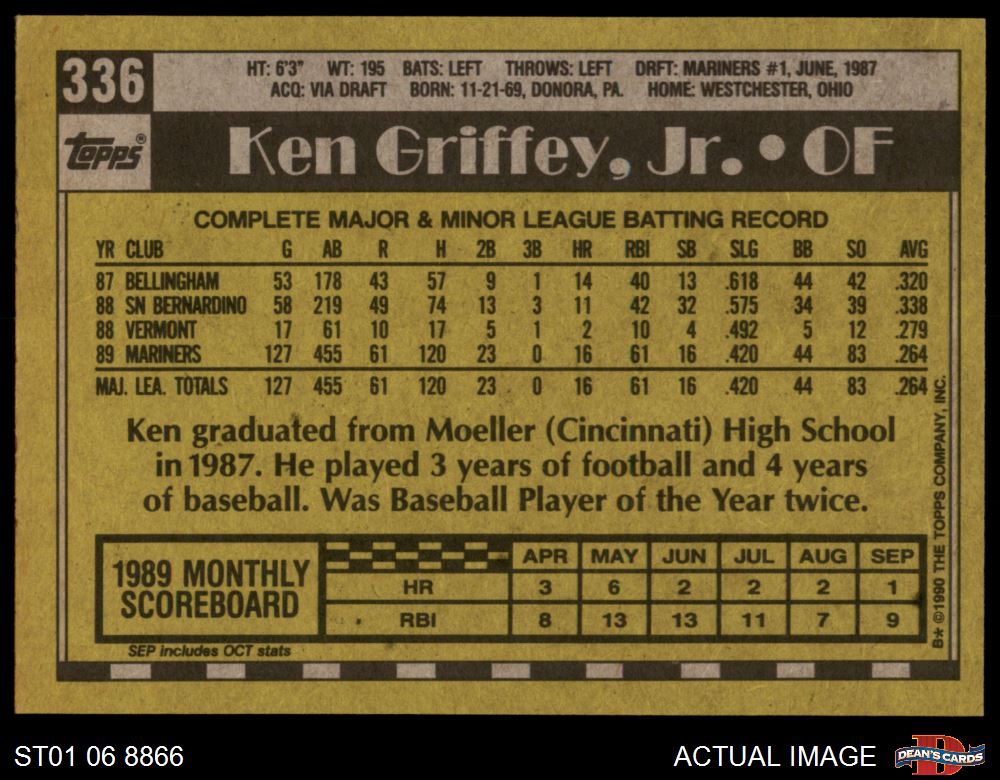 336
HT: 6'3" WT: 195 BATS: LEFT THROWS: LEFT DRFT: MARINERS #1, JUNE, 1987
ACQ: VIA DRAFT BORN: 11-21-69, DONORA, PA. HOME: WESTCHESTER, OHIO
topps®
Ken Griffey, Jr. • OF
COMPLETE MAJOR & MINOR LEAGUE BATTING RECORD
YR CLUB G AB R H 2B 3B HR RBI SB SLG BB SO AVG
87 BELLINGHAM 53 178 43 57 9 1 14 40 13 .618 44 42 .320
88 SN BERNARDINO 58 219 49 74 13 3 11 42 32 .575 34 39 .338
88 VERMONT 17 61 10 17 5 1 2 10 4 .492 5 12 .279
89 MARINERS 127 455 61 120 23 0 16 61 16 .420 44 83 .264
MAJ. LEA. TOTALS 127 455 61 120 23 0 16 61 16 .420 44 83 .264
Ken graduated from Moeller (Cincinnati) High School
in 1987. He played 3 years of football and 4 years
of baseball. Was Baseball Player of the Year twice.
1989 MONTHLY
SCOREBOARD
APR MAY JUN JUL AUG SEP
HR 3 6 2 2 2 1
RBI 8 13 13 11 7 9
SEP includes OCT stats
B* ©1990 THE TOPPS COMPANY, INC.
ST01 06 8866
ACTUAL IMAGE
D
DEAN'S CARDS